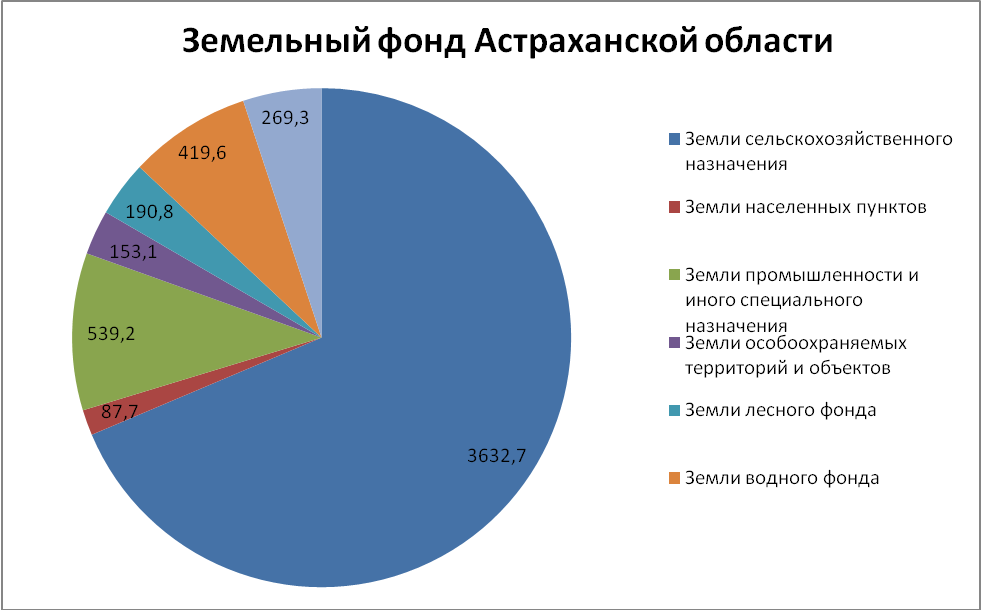 Земельный фонд Астраханской области
269,3
419,6
190,8
153,1
539,2
87,7
3632,7
Земли сельскохозяйственного
назначения
Земли населенных пунктов
Земли промышленности и
иного специального
назначения
Земли особоохраняемых
территорий и объектов
Земли лесного фонда
Земли водного фонда